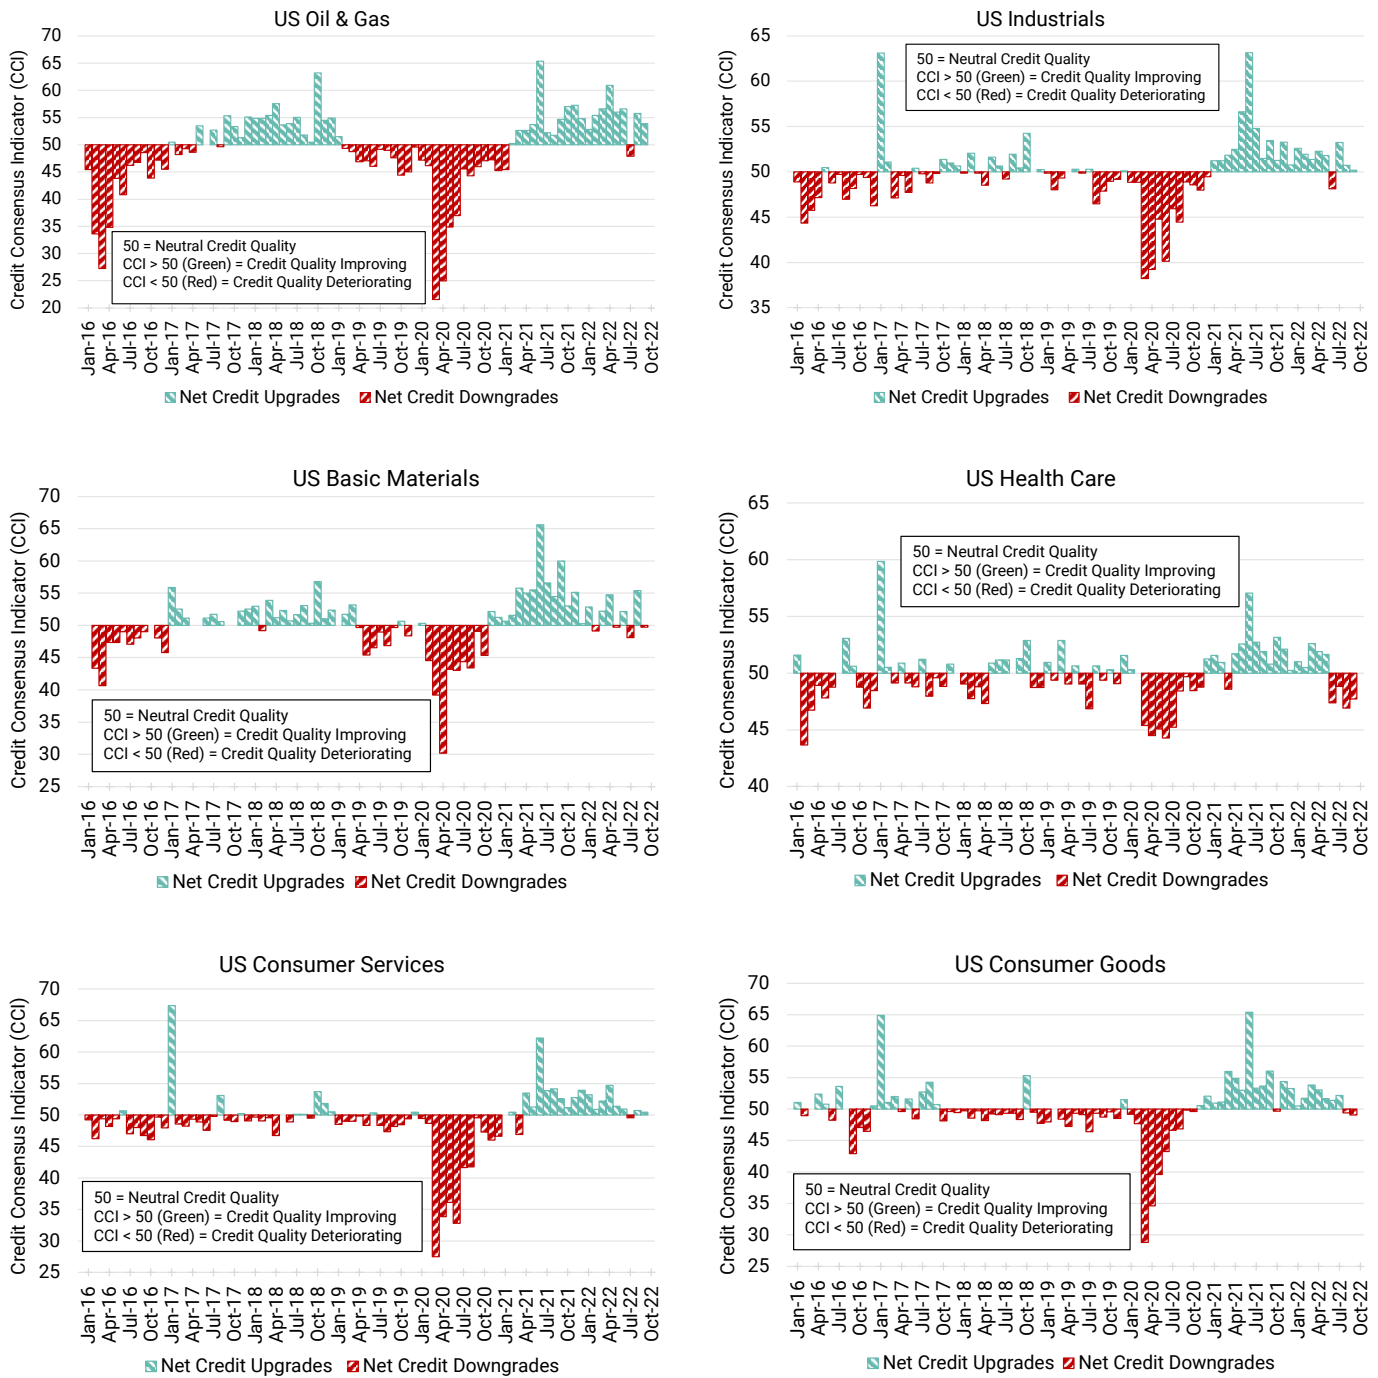 US Oil & Gas
Credit Consensus Indicator (CCI)
70
65
60
55
50
45
40
35
30
25
20
50 = Neutral Credit Quality
CCI > 50 (Green) = Credit Quality Improving
CCI < 50 (Red) = Credit Quality Deteriorating
Jan-16 Apr-16 Jul-16 Oct-16 Jan-17 Apr-17 Jul-17 Oct-17 Jan-18 Apr-18 Jul-18 Oct-18 Jan-19 Apr-19 Jul-19 Oct-19 Jan-20 Apr-20 Jul-20 Oct-20 Jan-21 Apr-21 Jul-21 Oct-21 Jan-22 Apr-22 Jul-22 Oct-22
Net Credit Upgrades Net Credit Downgrades
US Industrials
Credit Consensus Indicator (CCI)
65
60
55
50
45
40
35
50 = Neutral Credit Quality
CCI > 50 (Green) = Credit Quality Improving
CCI < 50 (Red) = Credit Quality Deteriorating
Jan-16 Apr-16 Jul-16 Oct-16 Jan-17 Apr-17 Jul-17 Oct-17 Jan-18 Apr-18 Jul-18 Oct-18 Jan-19 Apr-19 Jul-19 Oct-19 Jan-20 Apr-20 Jul-20 Oct-20 Jan-21 Apr-21 Jul-21 Oct-21 Jan-22 Apr-22 Jul-22 Oct-22
Net Credit Upgrades Net Credit Downgrades
US Basic Materials
Credit Consensus Indicator (CCI)
70
65
60
55
50
45
40
35
30
25
50 = Neutral Credit Quality
CCI > 50 (Green) = Credit Quality Improving
CCI < 50 (Red) = Credit Quality Deteriorating
Jan-16 Apr-16 Jul-16 Oct-16 Jan-17 Apr-17 Jul-17 Oct-17 Jan-18 Apr-18 Jul-18 Oct-18 Jan-19 Apr-19 Jul-19 Oct-19 Jan-20 Apr-20 Jul-20 Oct-20 Jan-21 Apr-21 Jul-21 Oct-21 Jan-22 Apr-22 Jul-22 Oct-22
Net Credit Upgrades Net Credit Downgrades
US Health Care
Credit Consensus Indicator (CCI)
65
60
55
50
45
40
50 = Neutral Credit Quality
CCI > 50 (Green) = Credit Quality Improving
CCI < 50 (Red) = Credit Quality Deteriorating
Jan-16 Apr-16 Jul-16 Oct-16 Jan-17 Apr-17 Jul-17 Oct-17 Jan-18 Apr-18 Jul-18 Oct-18 Jan-19 Apr-19 Jul-19 Oct-19 Jan-20 Apr-20 Jul-20 Oct-20 Jan-21 Apr-21 Jul-21 Oct-21 Jan-22 Apr-22 Jul-22 Oct-22
Net Credit Upgrades Net Credit Downgrades
US Consumer Services
Credit Consensus Indicator (CCI)
70
65
60
55
50
45
40
35
30
25
50 = Neutral Credit Quality
CCI > 50 (Green) = Credit Quality Improving
CCI < 50 (Red) = Credit Quality Deteriorating
Jan-16 Apr-16 Jul-16 Oct-16 Jan-17 Apr-17 Jul-17 Oct-17 Jan-18 Apr-18 Jul-18 Oct-18 Jan-19 Apr-19 Jul-19 Oct-19 Jan-20 Apr-20 Jul-20 Oct-20 Jan-21 Apr-21 Jul-21 Oct-21 Jan-22 Apr-22 Jul-22 Oct-22
Net Credit Upgrades Net Credit Downgrades
US Consumer Goods
Credit Consensus Indicator (CCI)
70
65
60
55
50
45
40
35
30
25
50 = Neutral Credit Quality
CCI > 50 (Green) = Credit Quality Improving
CCI < 50 (Red) = Credit Quality Deteriorating
Jan-16 Apr-16 Jul-16 Oct-16 Jan-17 Apr-17 Jul-17 Oct-17 Jan-18 Apr-18 Jul-18 Oct-18 Jan-19 Apr-19 Jul-19 Oct-19 Jan-20 Apr-20 Jul-20 Oct-20 Jan-21 Apr-21 Jul-21 Oct-21 Jan-22 Apr-22 Jul-22 Oct-22
Net Credit Upgrades Net Credit Downgrades